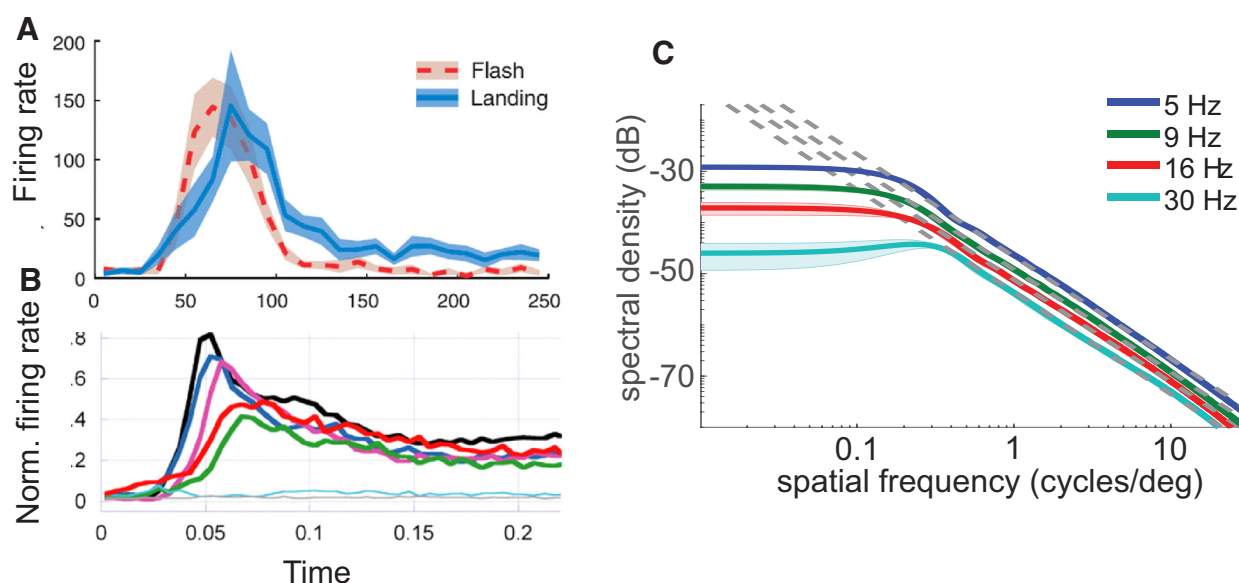 A
Firing rate
200
150
100
50
0
Flash
Landing
0
50
100
150
200
250
B
Norm. firing rate
.8
.6
.4
.2
0
0
0.05
0.1
0.15
0.2
Time
C
spectral density (dB)
-30
-50
-70
5 Hz
9 Hz
16 Hz
30 Hz
0.1
1
10
spatial frequency (cycles/deg)